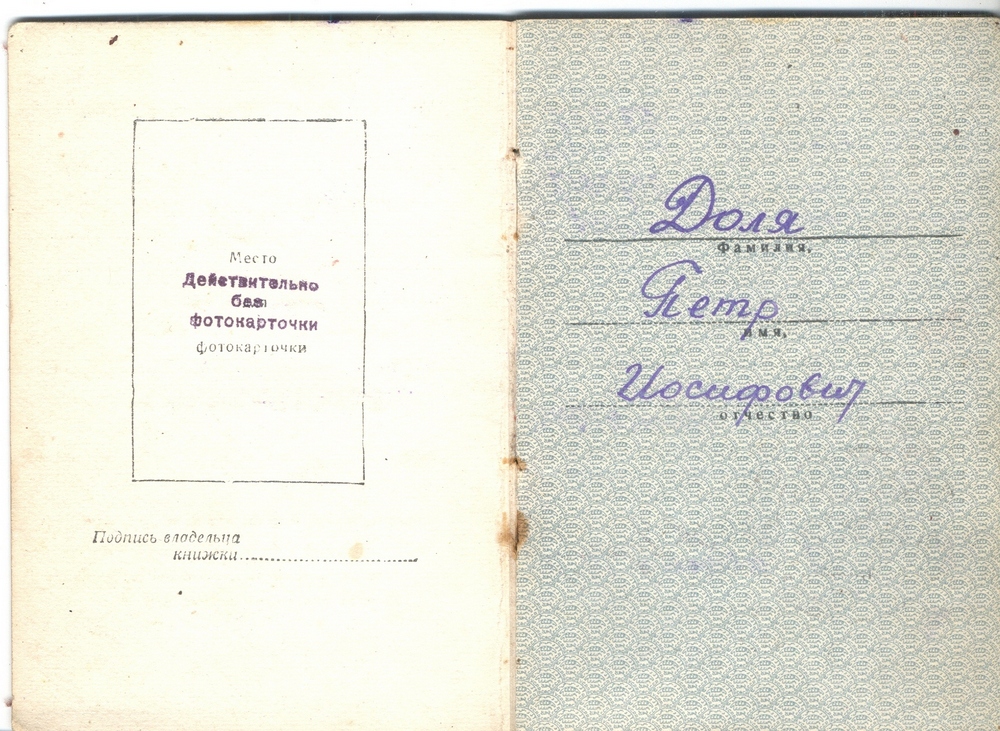 Место
Действительно
без
фотокарточки
фотокарточки
Подпись владельца
книжки
Доля
фамилия,
Петр
имя,
Иосифович
отчество